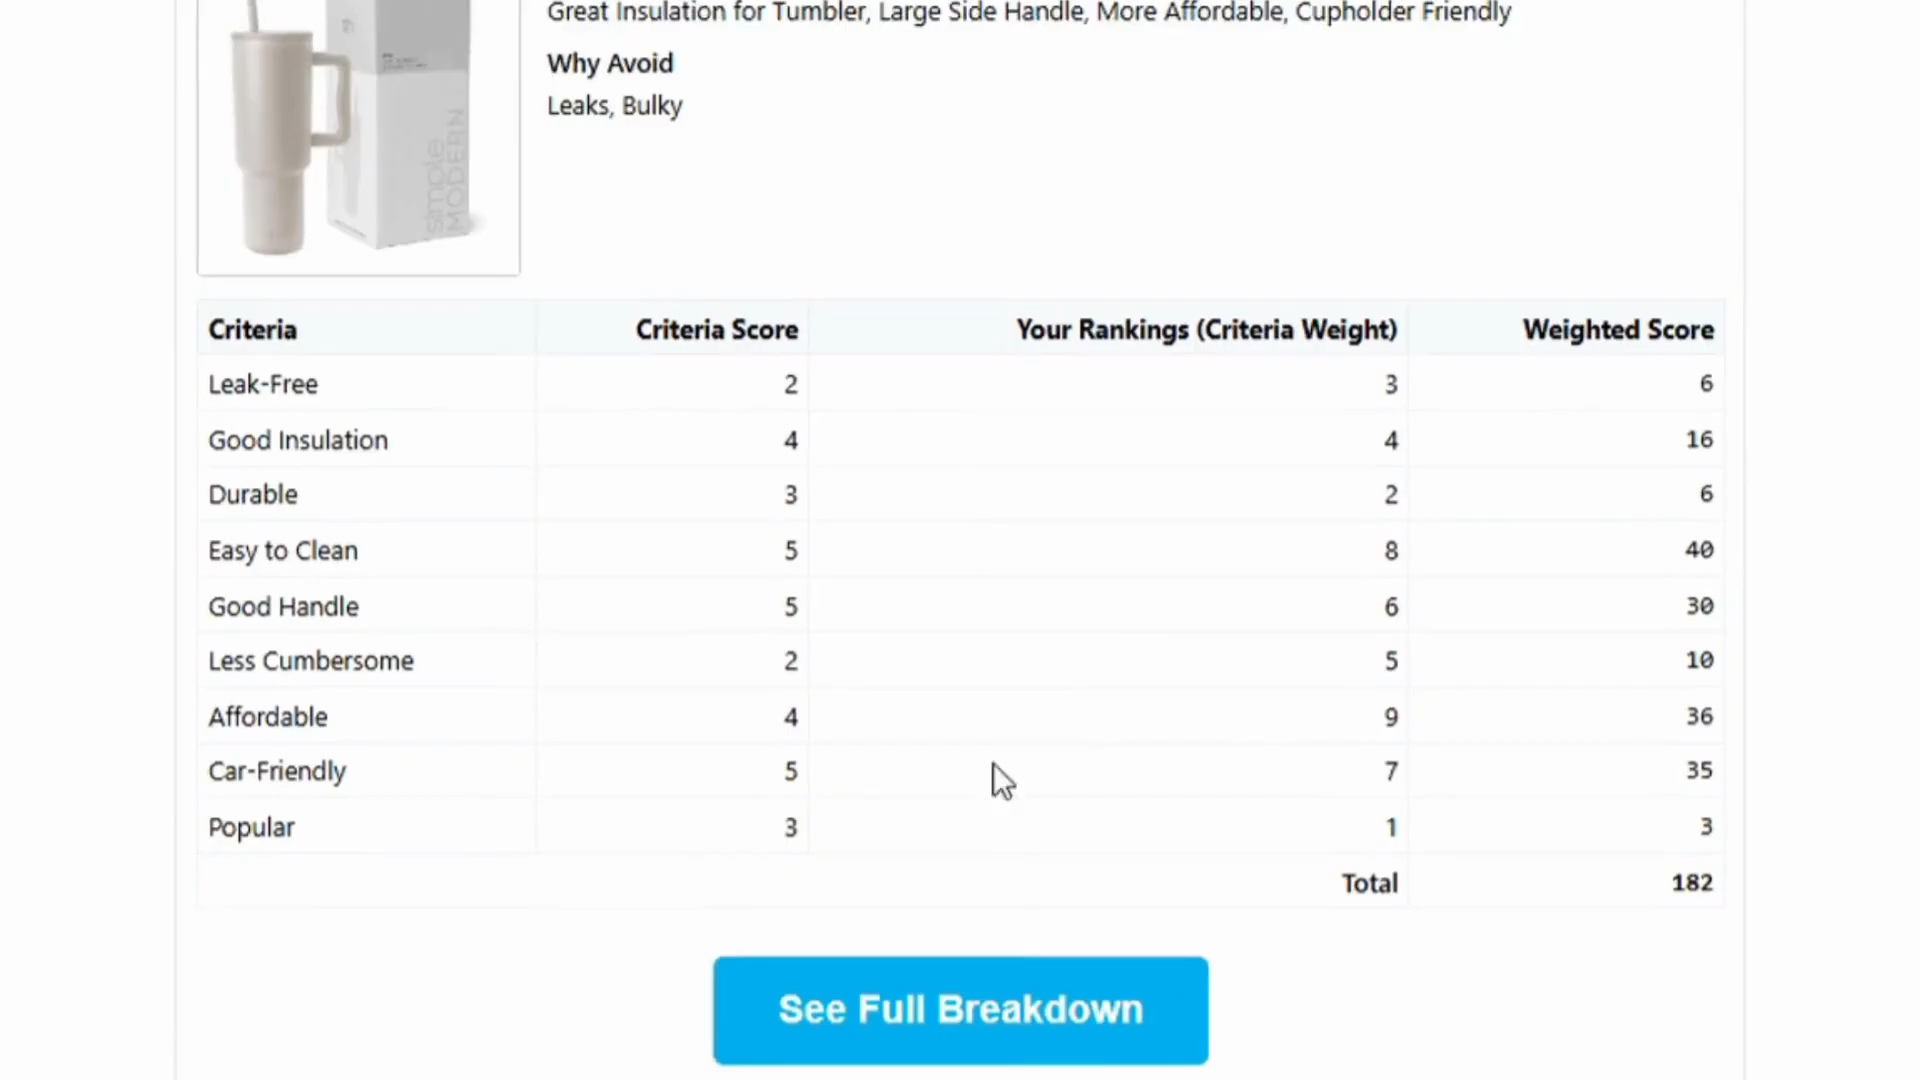 Great Insulation for Tumbler, Large Side Handle, More Affordable, Cupholder Friendly
Why Avoid
Leaks, Bulky
simple
MODERN
Criteria Criteria Score Your Rankings (Criteria Weight) Weighted Score
Leak-Free 2 3 6
Good Insulation 4 4 16
Durable 3 2 6
Easy to Clean 5 8 40
Good Handle 5 6 30
Less Cumbersome 2 5 10
Affordable 4 9 36
Car-Friendly 5 7 35
Popular 3 1 3
Total 182
See Full Breakdown